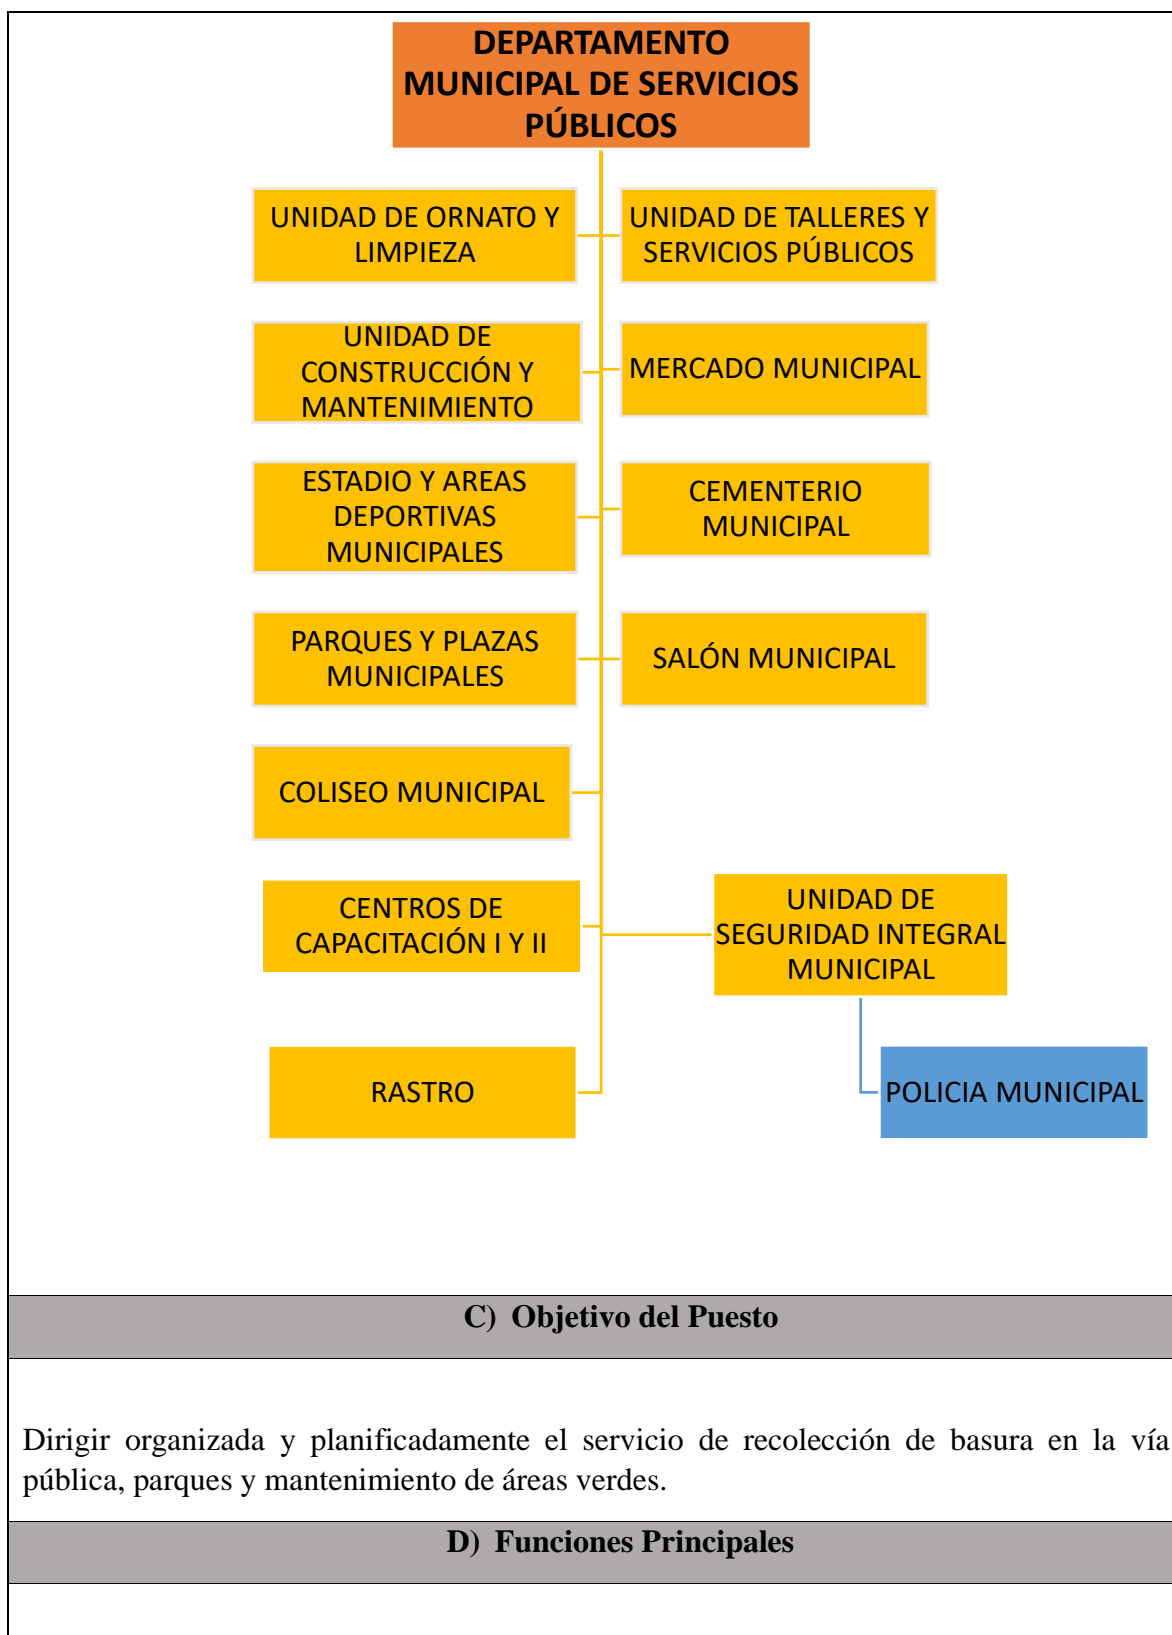 DEPARTAMENTO
MUNICIPAL DE SERVICIOS
PÚBLICOS
UNIDAD DE ORNATO Y
LIMPIEZA
UNIDAD DE TALLERES Y
SERVICIOS PÚBLICOS
UNIDAD DE
CONSTRUCCIÓN Y
MANTENIMIENTO
MERCADO MUNICIPAL
ESTADIO Y AREAS
DEPORTIVAS
MUNICIPALES
CEMENTERIO
MUNICIPAL
PARQUES Y PLAZAS
MUNICIPALES
SALÓN MUNICIPAL
COLISEO MUNICIPAL
CENTROS DE
CAPACITACIÓN I Y II
UNIDAD DE
SEGURIDAD INTEGRAL
MUNICIPAL
RASTRO
POLICIA MUNICIPAL
C) Objetivo del Puesto
Dirigir organizada y planificadamente el servicio de recolección de basura en la vía
pública, parques y mantenimiento de áreas verdes.
D) Funciones Principales